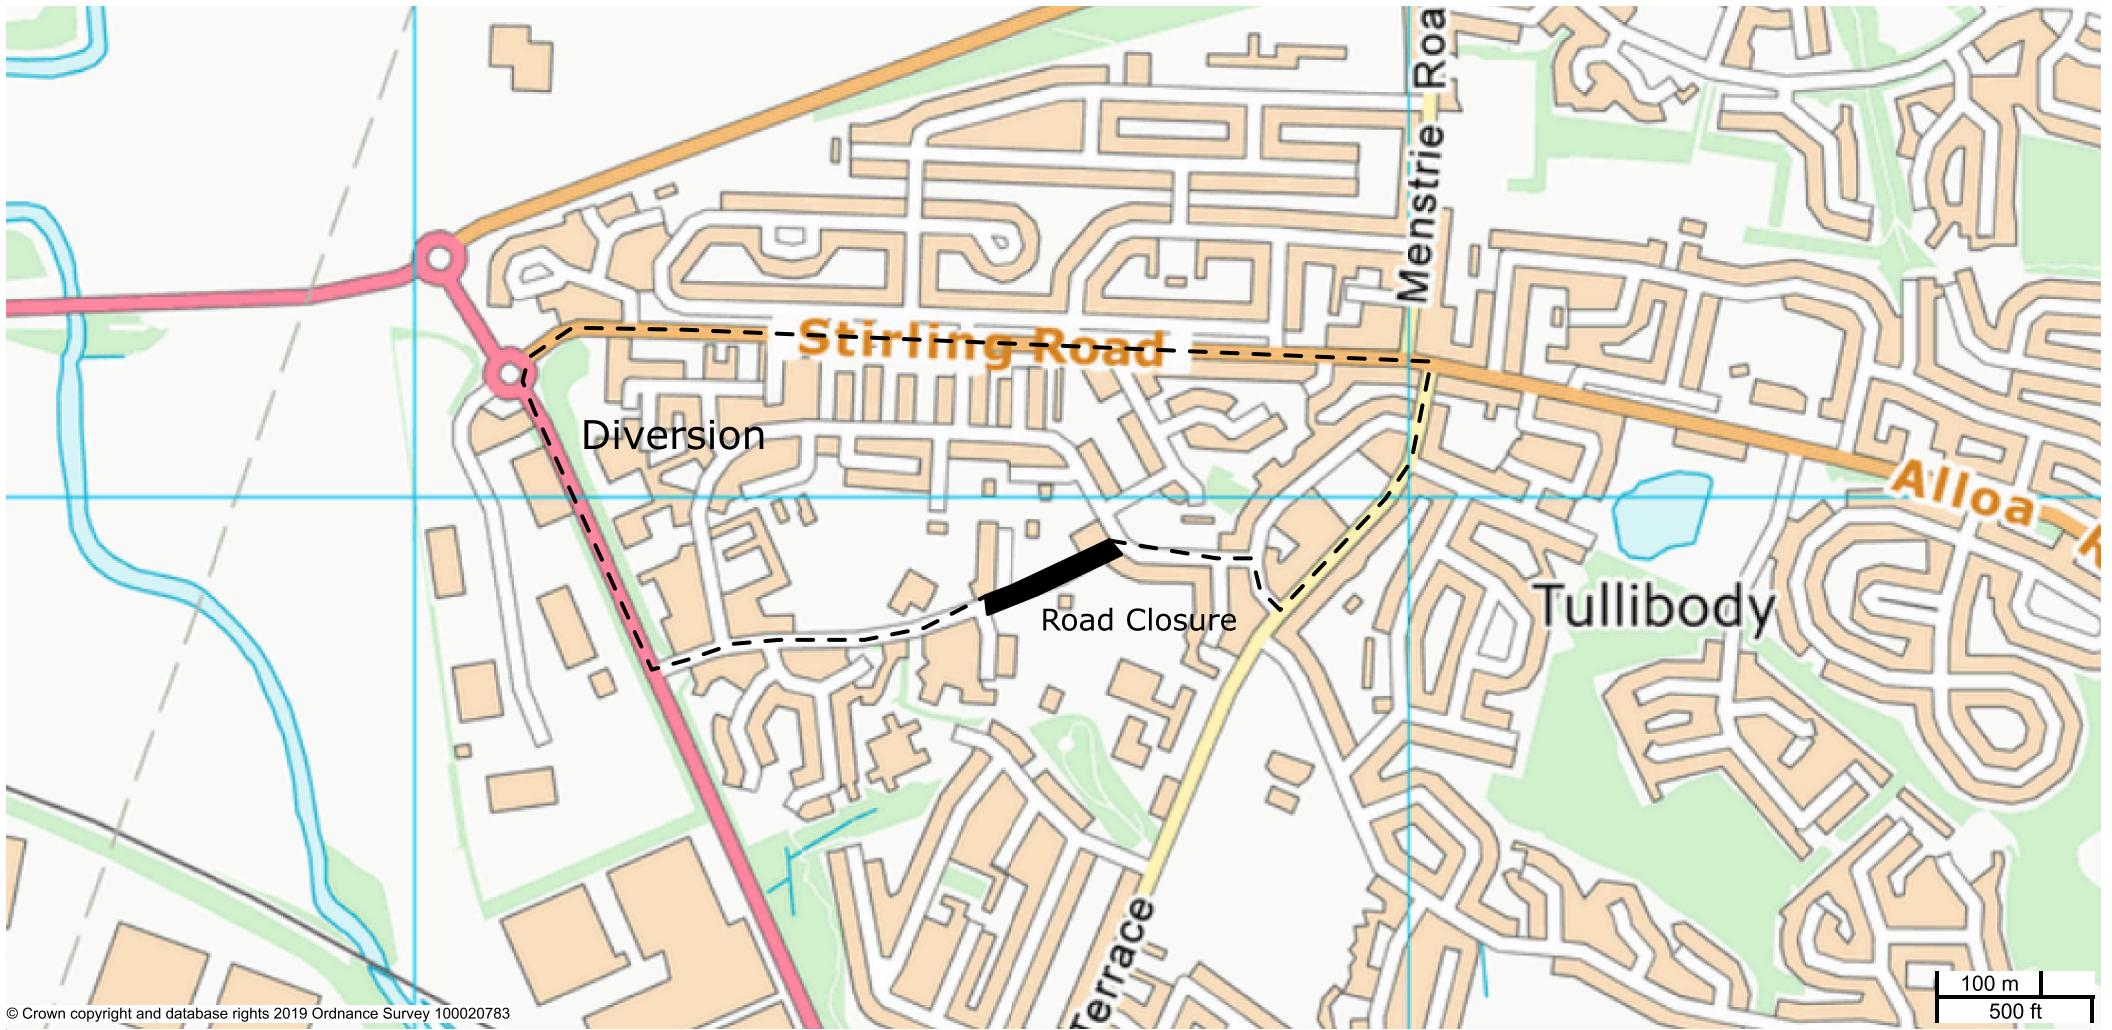 Menstrie Roa
Stirling Road
Diversion
Alloa R
Tullibody
Road Closure
Terrace
100 m
500 ft
© Crown copyright and database rights 2019 Ordnance Survey 100020783